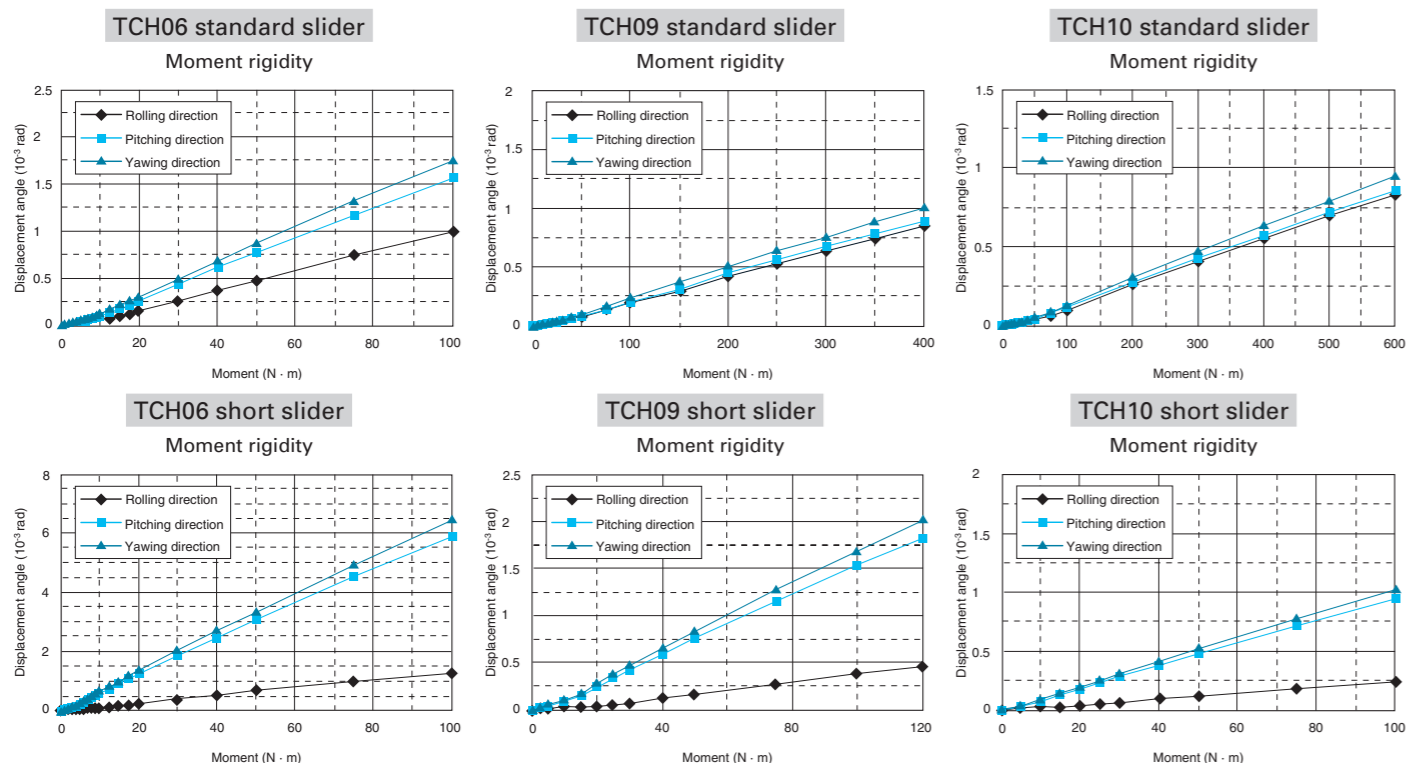 TCH06 standard slider
Moment rigidity
2.5
2
1.5
1
0.5
0
Displacement angle (10⁻³ rad)
Rolling direction
Pitching direction
Yawing direction
0 20 40 60 80 100
Moment (N · m)
TCH09 standard slider
Moment rigidity
2
1.5
1
0.5
0
Displacement angle (10⁻³ rad)
Rolling direction
Pitching direction
Yawing direction
0 100 200 300 400
Moment (N · m)
TCH10 standard slider
Moment rigidity
1.5
1
0.5
0
Displacement angle (10⁻³ rad)
Rolling direction
Pitching direction
Yawing direction
0 100 200 300 400 500 600
Moment (N · m)
TCH06 short slider
Moment rigidity
8
6
4
2
0
Displacement angle (10⁻³ rad)
Rolling direction
Pitching direction
Yawing direction
0 20 40 60 80 100
Moment (N · m)
TCH09 short slider
Moment rigidity
2.5
2
1.5
1
0.5
0
Displacement angle (10⁻³ rad)
Rolling direction
Pitching direction
Yawing direction
0 20 40 60 80 100 120
Moment (N · m)
TCH10 short slider
Moment rigidity
2
1.5
1
0.5
0
Displacement angle (10⁻³ rad)
Rolling direction
Pitching direction
Yawing direction
0 20 40 60 80 100
Moment (N · m)